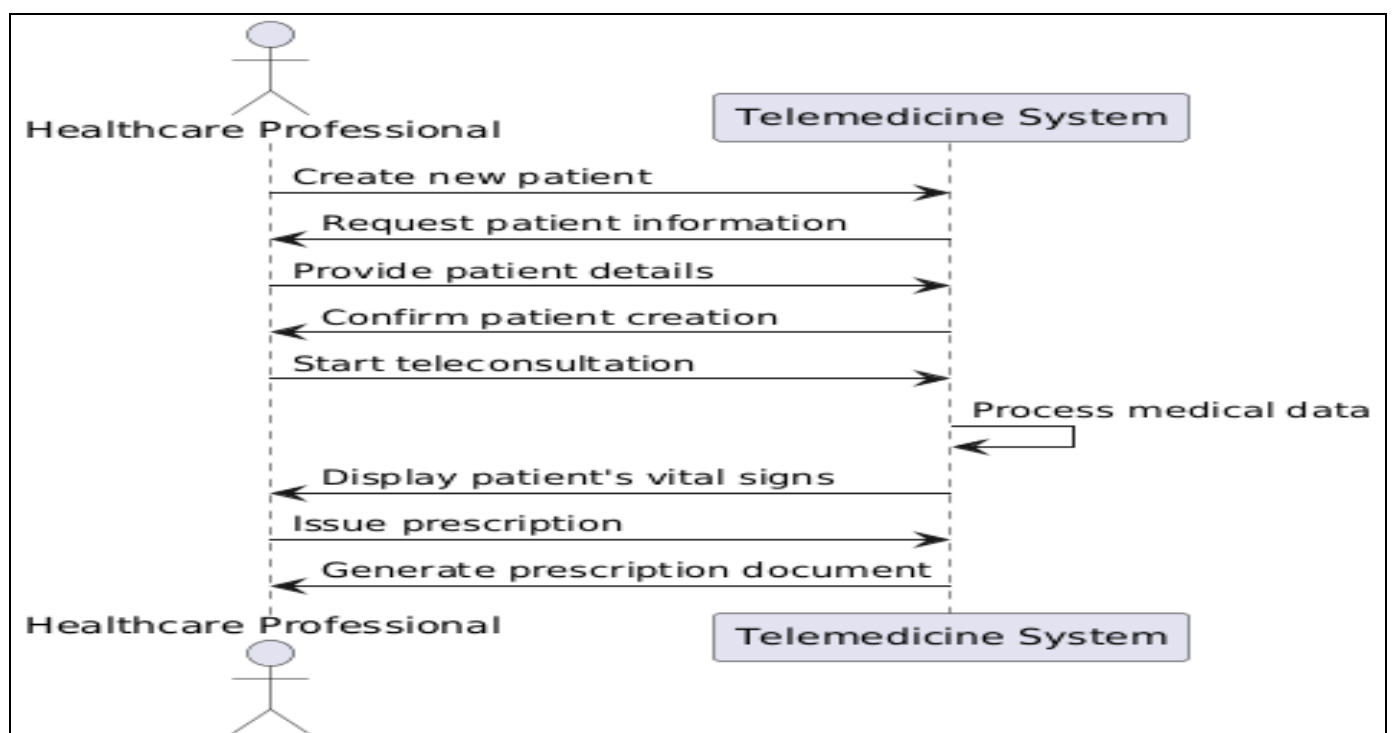 Healthcare Professional
Telemedicine System
Create new patient
Request patient information
Provide patient details
Confirm patient creation
Start teleconsultation
Process medical data
Display patient's vital signs
Issue prescription
Generate prescription document
Healthcare Professional
Telemedicine System